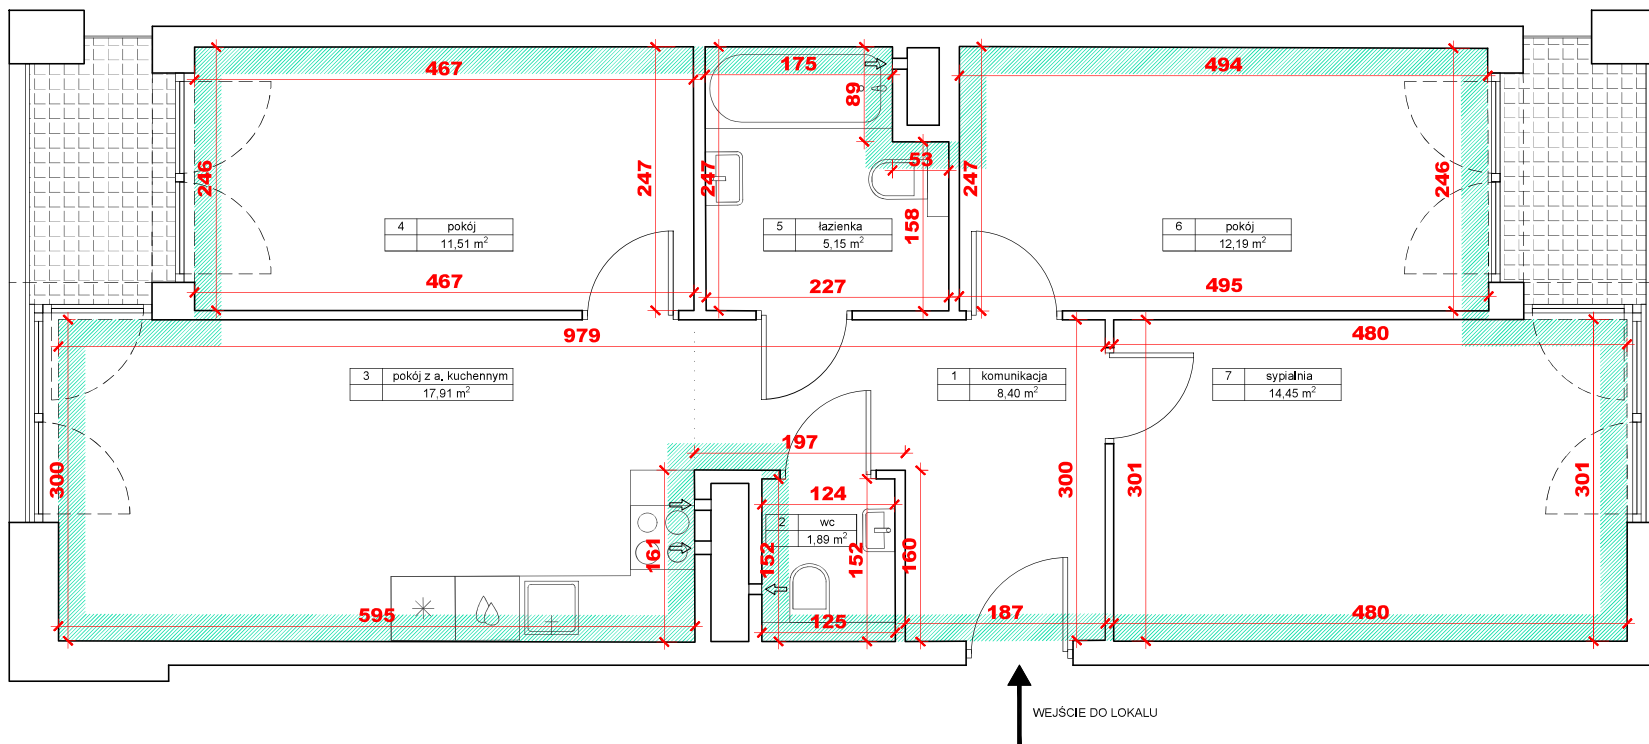 467
175
494
89
246
247
247
53
247
246
158
4 pokój
11,51 m²
5 łazienka
5,15 m²
6 pokój
12,19 m²
467
227
495
979
480
3 pokój z a. kuchennym
17,91 m²
1 komunikacja
8,40 m²
7 sypialnia
14,45 m²
197
300
300
301
301
124
2 wc
1,89 m²
161
152
152
160
595
125
187
480
WEJŚCIE DO LOKALU